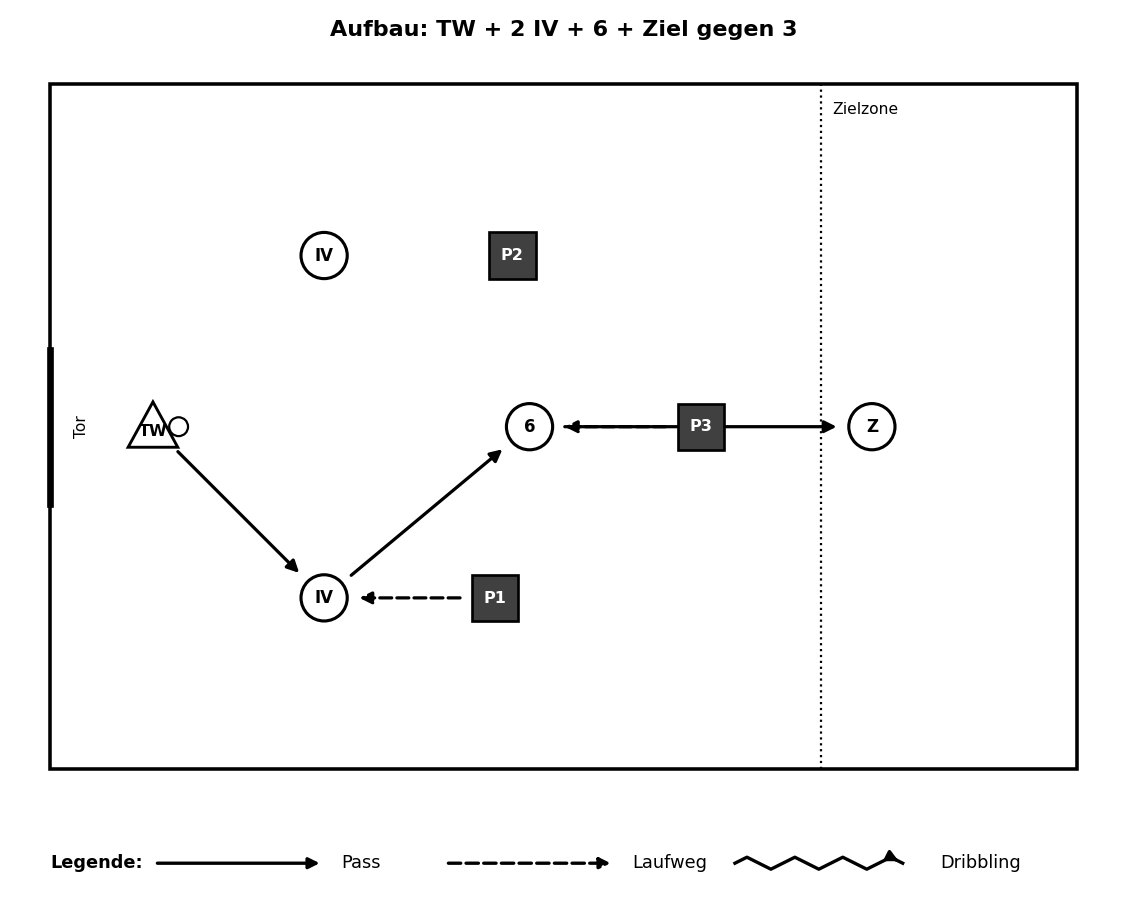 Aufbau: TW + 2 IV + 6 + Ziel gegen 3
Zielzone
IV
P2
Tor
TW
6
P3
Z
IV
P1
Legende:
Pass
Laufweg
Dribbling